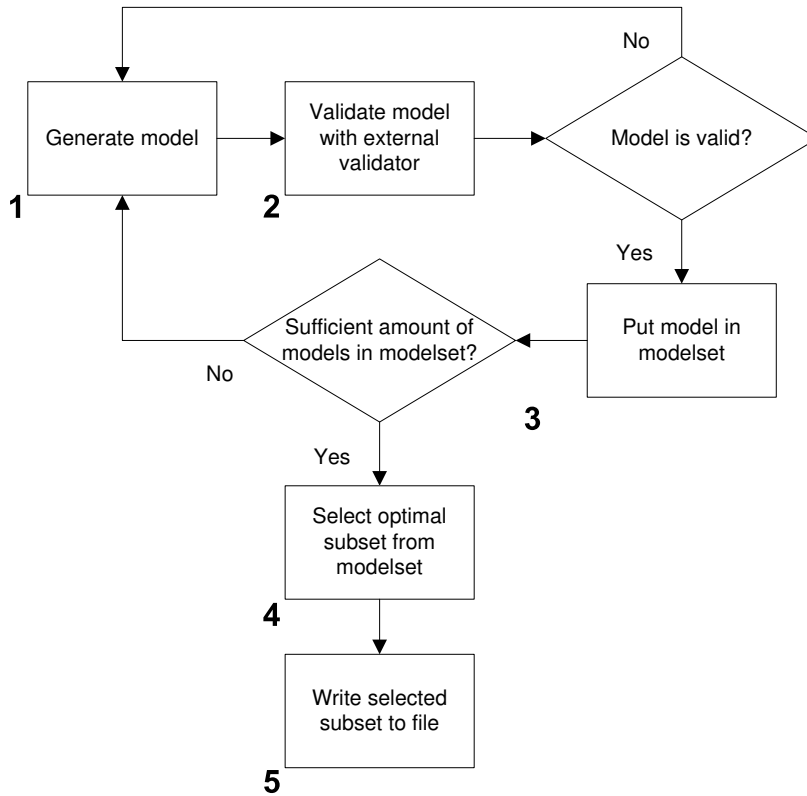 No
Generate model
Validate model
with external
validator
Model is valid?
1
2
Yes
Sufficient amount of
models in modelset?
Put model in
modelset
No
3
Yes
Select optimal
subset from
modelset
4
Write selected
subset to file
5